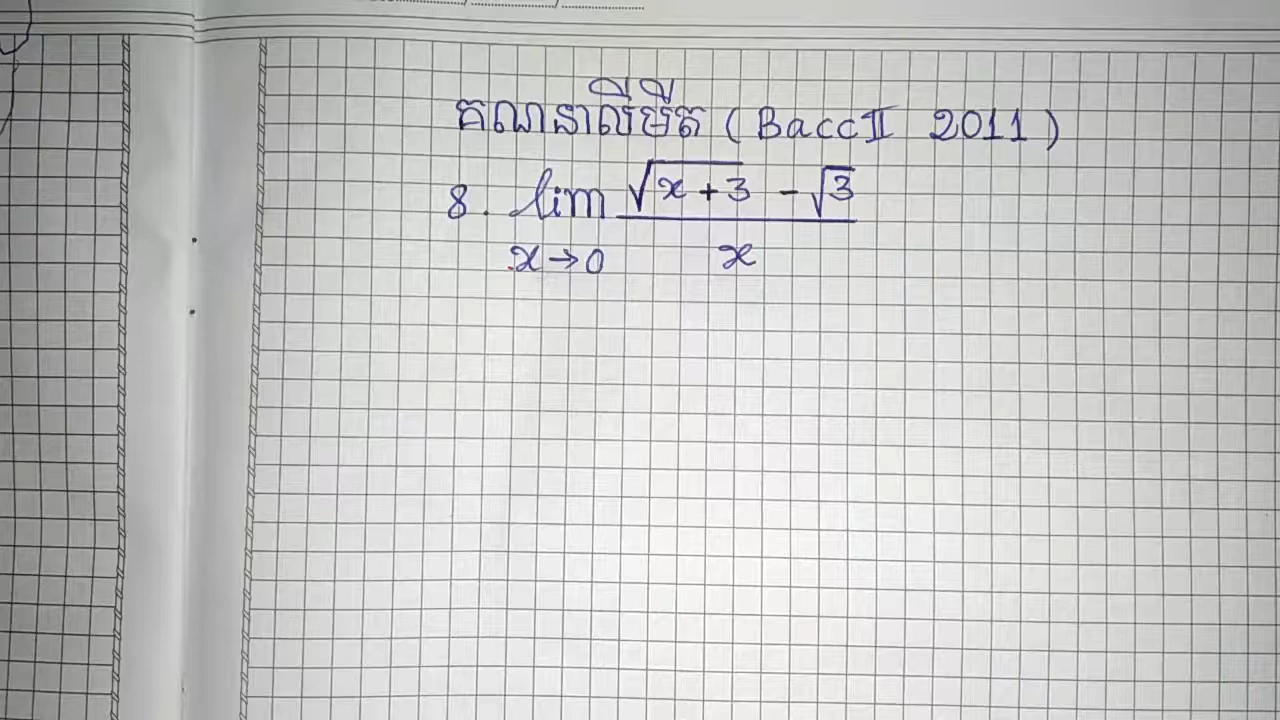 គណនាលីមីត (BaccII 2011)
8. lim √(x+3) - √3
x→0 x